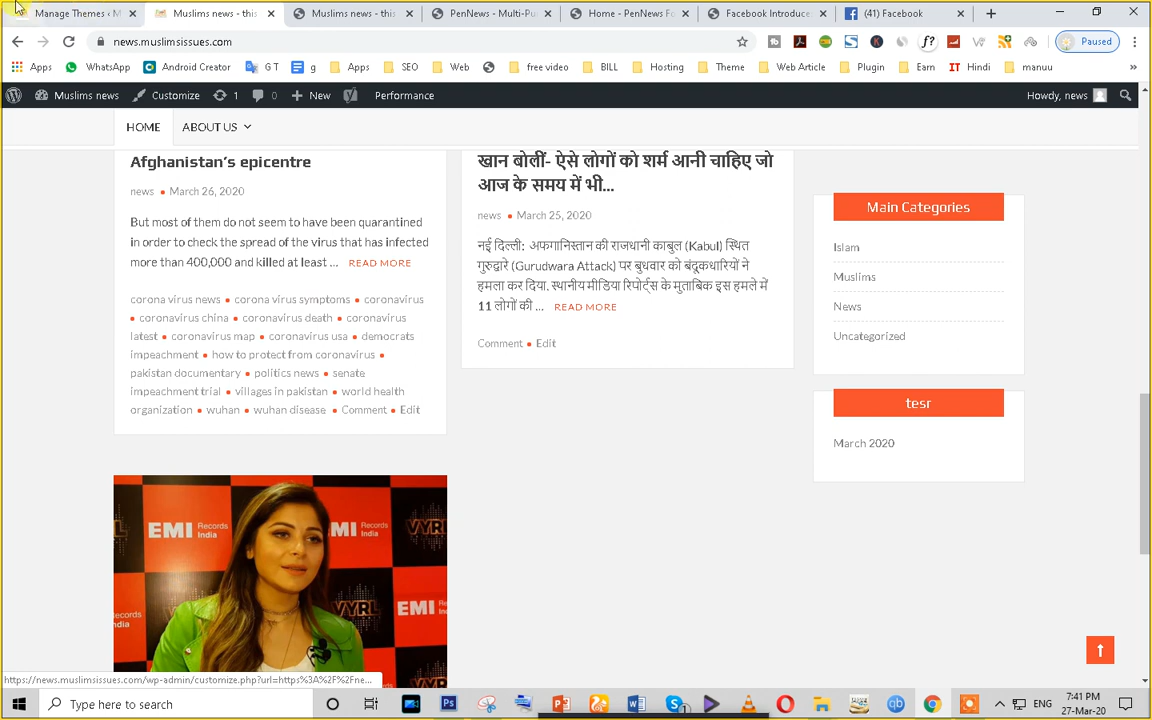 Manage Themes ‹ M
Muslims news - this
Muslims news - this
PenNews - Multi-Pu
Home - PenNews Fo
Facebook Introduce
(41) Facebook
news.muslimsissues.com
Paused
Apps
WhatsApp
Android Creator
G T
g
Apps
SEO
Web
free video
BILL
Hosting
Theme
Web Article
Plugin
Earn
IT Hindi
manuu
Muslims news
Customize
1
0
New
Performance
Howdy, news
HOME
ABOUT US
Afghanistan's epicentre
news • March 26, 2020
But most of them do not seem to have been quarantined
in order to check the spread of the virus that has infected
more than 400,000 and killed at least ... READ MORE
corona virus news • corona virus symptoms • coronavirus
• coronavirus china • coronavirus death • coronavirus
latest • coronavirus map • coronavirus usa • democrats
impeachment • how to protect from coronavirus •
pakistan documentary • politics news • senate
impeachment trial • villages in pakistan • world health
organization • wuhan • wuhan disease • Comment • Edit
खान बोलीं- ऐसे लोगों को शर्म आनी चाहिए जो
आज के समय में भी...
news • March 25, 2020
नई दिल्ली: अफगानिस्तान की राजधानी काबुल (Kabul) स्थित
गुरुद्वारे (Gurudwara Attack) पर बुधवार को बंदूकधारियों ने
हमला कर दिया. स्थानीय मीडिया रिपोर्ट्स के मुताबिक इस हमले में
11 लोगों की ... READ MORE
Comment • Edit
Main Categories
Islam
Muslims
News
Uncategorized
tesr
March 2020
EMI Records India
VYRL
EMI
Records
India
VYRL
EMI
https://news.muslimsissues.com/wp-admin/customize.php?url=https%3A%2F%2Fne...
Type here to search
ENG
7:41 PM
27-Mar-20